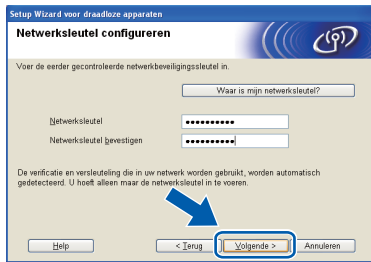 Setup Wizard voor draadloze apparaten
Netwerksleutel configureren
Voer de eerder gecontroleerde netwerkbeveiligingssleutel in.
Waar is mijn netwerksleutel?
Netwerksleutel ••••••••••
Netwerksleutel bevestigen ••••••••••
De verificatie en versleuteling die in uw netwerk worden gebruikt, worden automatisch
gedetecteerd. U hoeft alleen maar de netwerksleutel in te voeren.
Help < Terug Volgende > Annuleren